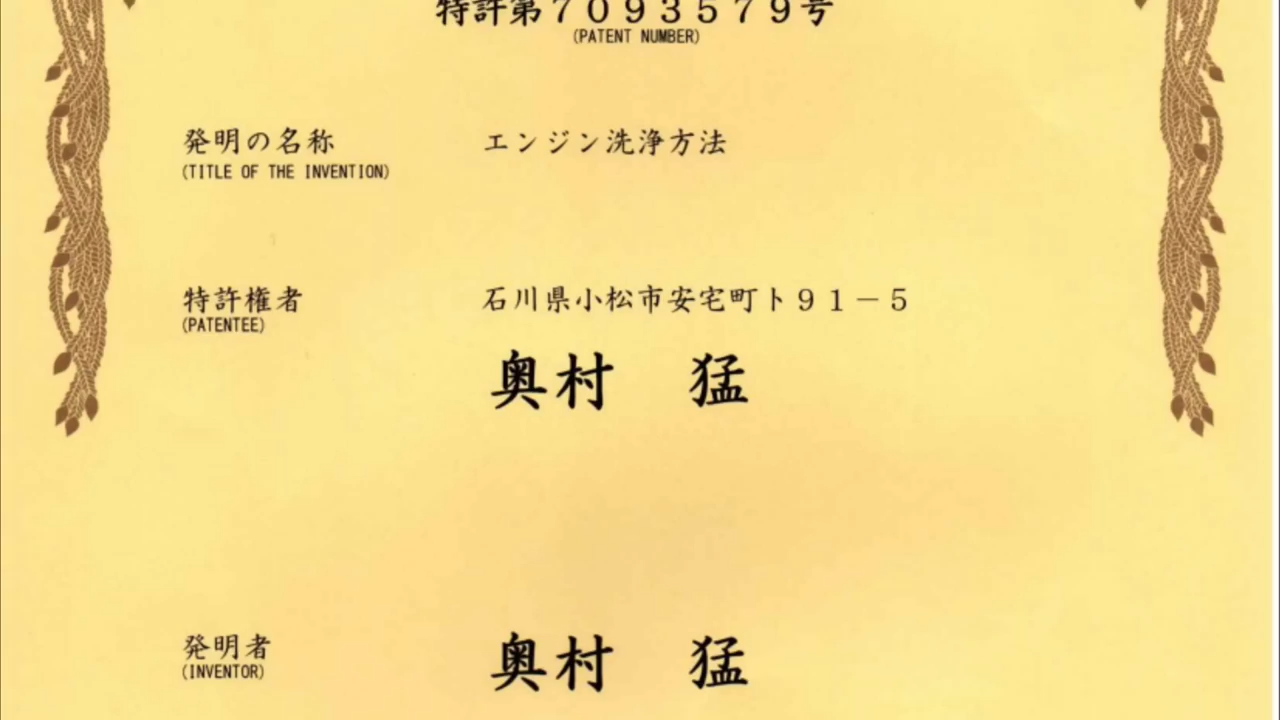 特許第７０９３５７９号
(PATENT NUMBER)
発明の名称 エンジン洗浄方法
(TITLE OF THE INVENTION)
特許権者 石川県小松市安宅町ト９１－５
(PATENTEE)
奥村 猛
発明者 奥村 猛
(INVENTOR)